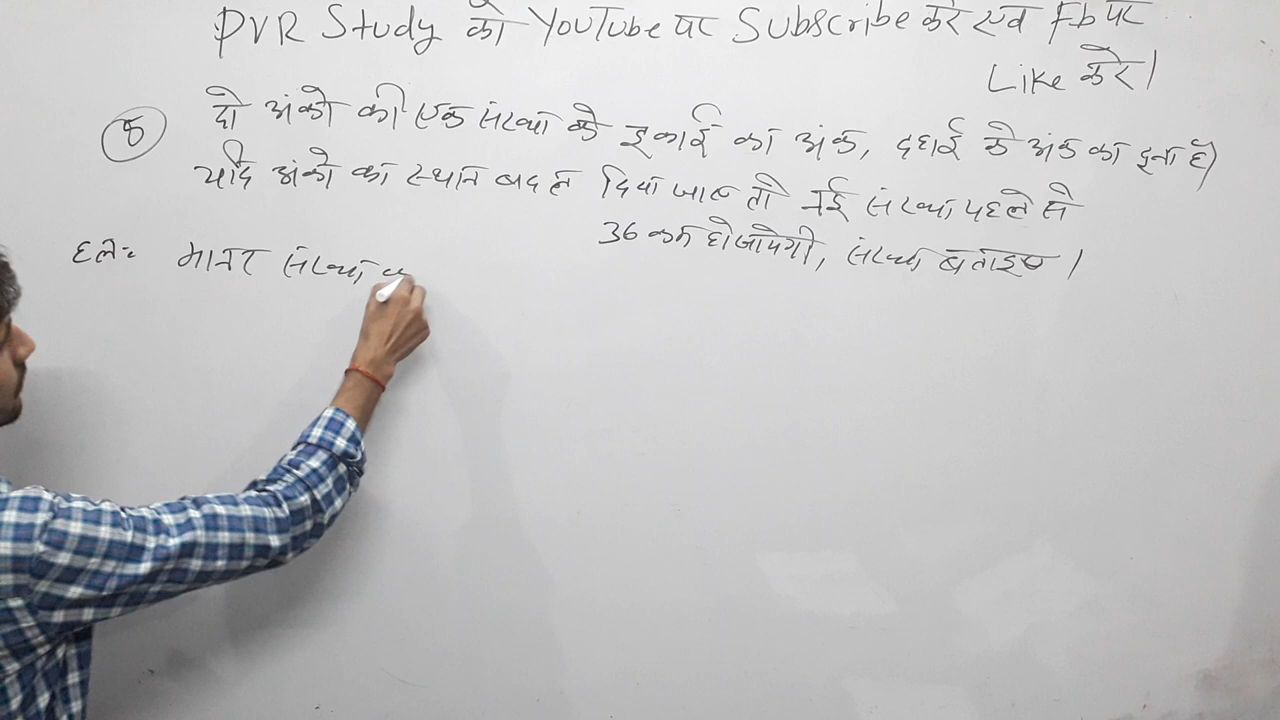 PVR Study को YouTube पर Subscribe करें एवं Fb पर
Like करें।
दो अंको की एक संख्या के इकाई का अंक, दहाई के अंक का दूना है।
यदि अंको का स्थान बदल दिया जाए तो नई संख्या पहले से
36 कम हो जायेगी, संख्या बताइए।
हल:- माना संख्या